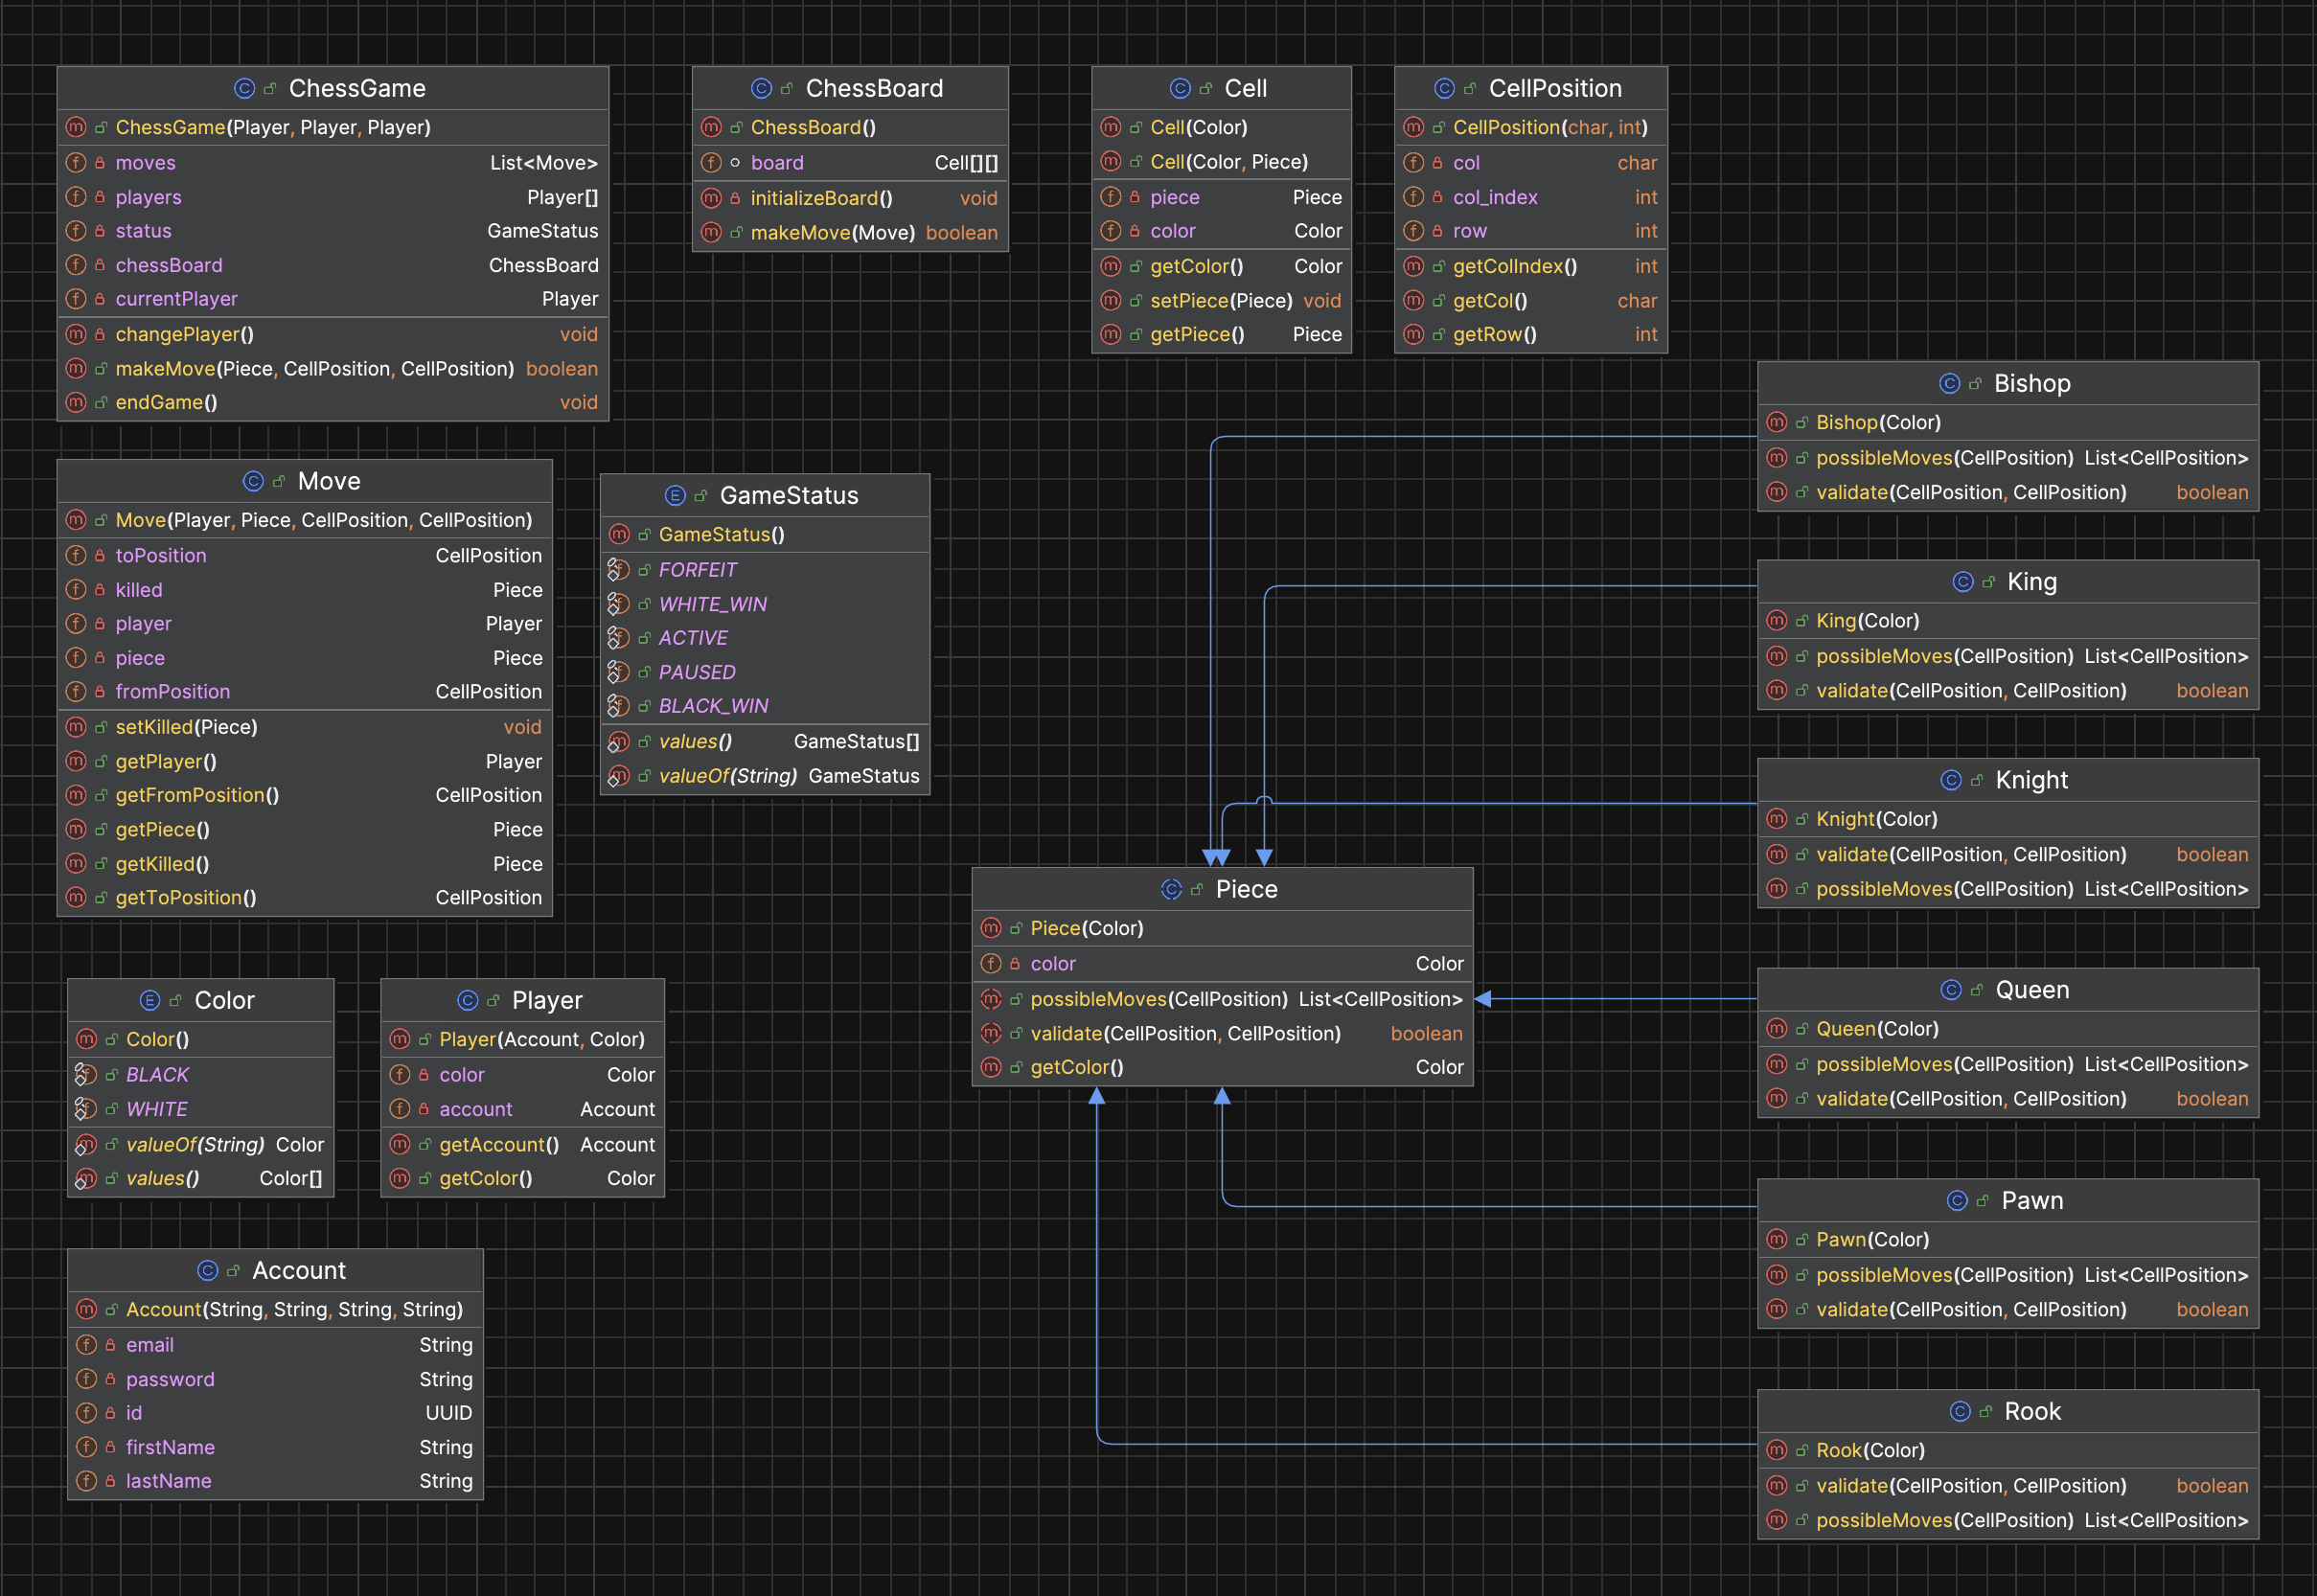 ChessGame
ChessGame(Player, Player, Player)
moves List<Move>
players Player[]
status GameStatus
chessBoard ChessBoard
currentPlayer Player
changePlayer() void
makeMove(Piece, CellPosition, CellPosition) boolean
endGame() void
ChessBoard
ChessBoard()
board Cell[][]
initializeBoard() void
makeMove(Move) boolean
Cell
Cell(Color)
Cell(Color, Piece)
piece Piece
color Color
getColor() Color
setPiece(Piece) void
getPiece() Piece
CellPosition
CellPosition(char, int)
col char
col_index int
row int
getColIndex() int
getCol() char
getRow() int
Bishop
Bishop(Color)
possibleMoves(CellPosition) List<CellPosition>
validate(CellPosition, CellPosition) boolean
Move
Move(Player, Piece, CellPosition, CellPosition)
toPosition CellPosition
killed Piece
player Player
piece Piece
fromPosition CellPosition
setKilled(Piece) void
getPlayer() Player
getFromPosition() CellPosition
getPiece() Piece
getKilled() Piece
getToPosition() CellPosition
GameStatus
GameStatus()
FORFEIT
WHITE_WIN
ACTIVE
PAUSED
BLACK_WIN
values() GameStatus[]
valueOf(String) GameStatus
King
King(Color)
possibleMoves(CellPosition) List<CellPosition>
validate(CellPosition, CellPosition) boolean
Knight
Knight(Color)
validate(CellPosition, CellPosition) boolean
possibleMoves(CellPosition) List<CellPosition>
Piece
Piece(Color)
color Color
possibleMoves(CellPosition) List<CellPosition>
validate(CellPosition, CellPosition) boolean
getColor() Color
Queen
Queen(Color)
possibleMoves(CellPosition) List<CellPosition>
validate(CellPosition, CellPosition) boolean
Color
Color()
BLACK
WHITE
valueOf(String) Color
values() Color[]
Player
Player(Account, Color)
color Color
account Account
getAccount() Account
getColor() Color
Pawn
Pawn(Color)
possibleMoves(CellPosition) List<CellPosition>
validate(CellPosition, CellPosition) boolean
Account
Account(String, String, String, String)
email String
password String
id UUID
firstName String
lastName String
Rook
Rook(Color)
validate(CellPosition, CellPosition) boolean
possibleMoves(CellPosition) List<CellPosition>